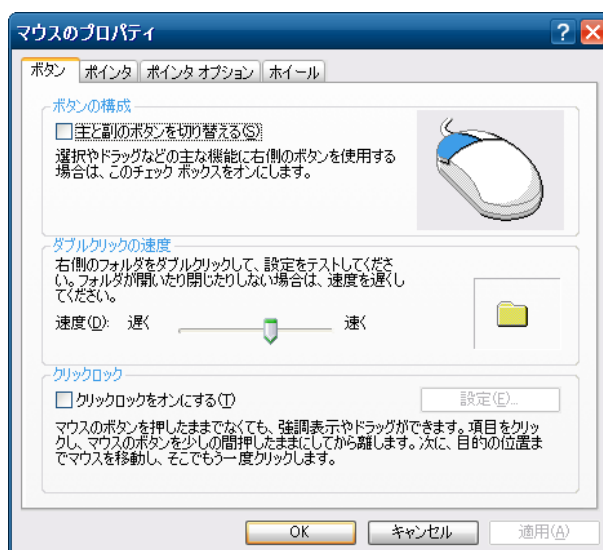 マウスのプロパティ
ボタン ポインタ ポインタ オプション ホイール
ボタンの構成
主と副のボタンを切り替える(S)
選択やドラッグなどの主な機能に右側のボタンを使用する
場合は、このチェック ボックスをオンにします。
ダブルクリックの速度
右側のフォルダをダブルクリックして、設定をテストしてくださ
い。フォルダが開いたり閉じたりしない場合は、速度を遅くし
てください。
速度(D): 遅く 速く
クリックロック
クリックロックをオンにする(T) 設定(E)...
マウスのボタンを押したままでなくても、強調表示やドラッグができます。項目をクリッ
クし、マウスのボタンを少しの間押したままにしてから離します。次に、目的の位置ま
でマウスを移動し、そこでもう一度クリックします。
OK キャンセル 適用(A)